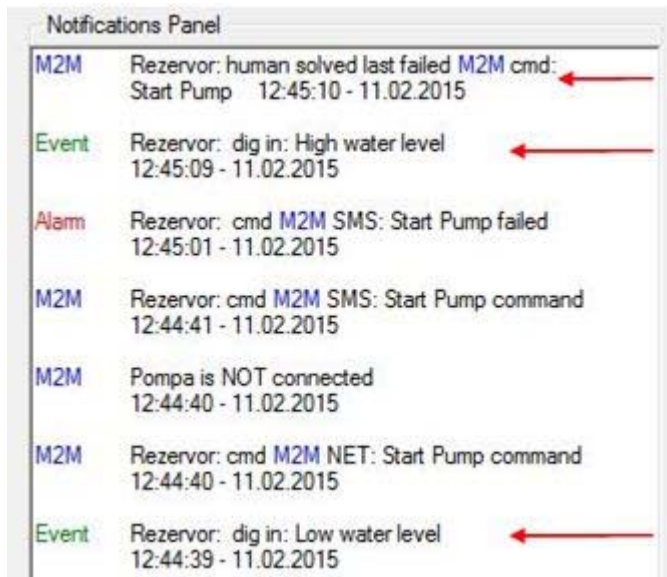 Notifications Panel
M2M Rezervor: human solved last failed M2M cmd:
Start Pump 12:45:10 - 11.02.2015
Event Rezervor: dig in: High water level
12:45:09 - 11.02.2015
Alarm Rezervor: cmd M2M SMS: Start Pump failed
12:45:01 - 11.02.2015
M2M Rezervor: cmd M2M SMS: Start Pump command
12:44:41 - 11.02.2015
M2M Pompa is NOT connected
12:44:40 - 11.02.2015
M2M Rezervor: cmd M2M NET: Start Pump command
12:44:40 - 11.02.2015
Event Rezervor: dig in: Low water level
12:44:39 - 11.02.2015